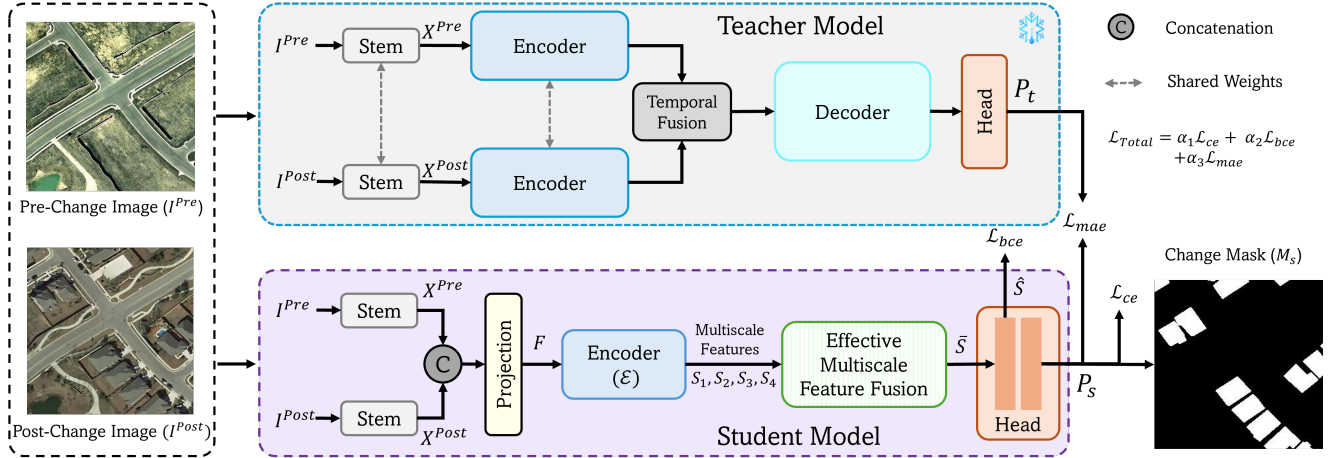 Pre-Change Image (I^Pre)
Post-Change Image (I^Post)
Teacher Model
I^Pre
Stem
X^Pre
Encoder
I^Post
Stem
X^Post
Encoder
Temporal
Fusion
Decoder
Head
P_t
C
Concatenation
Shared Weights
ℒ_Total = α_1ℒ_ce + α_2ℒ_bce
+α_3ℒ_mae
ℒ_mae
ℒ_bce
ℒ_ce
I^Pre
Stem
X^Pre
C
I^Post
Stem
X^Post
Projection
F
Encoder
(ℰ)
Multiscale
Features
S_1, S_2, S_3, S_4
Effective
Multiscale
Feature Fusion
S̄
Ŝ
Head
P_s
Student Model
Change Mask (M_s)